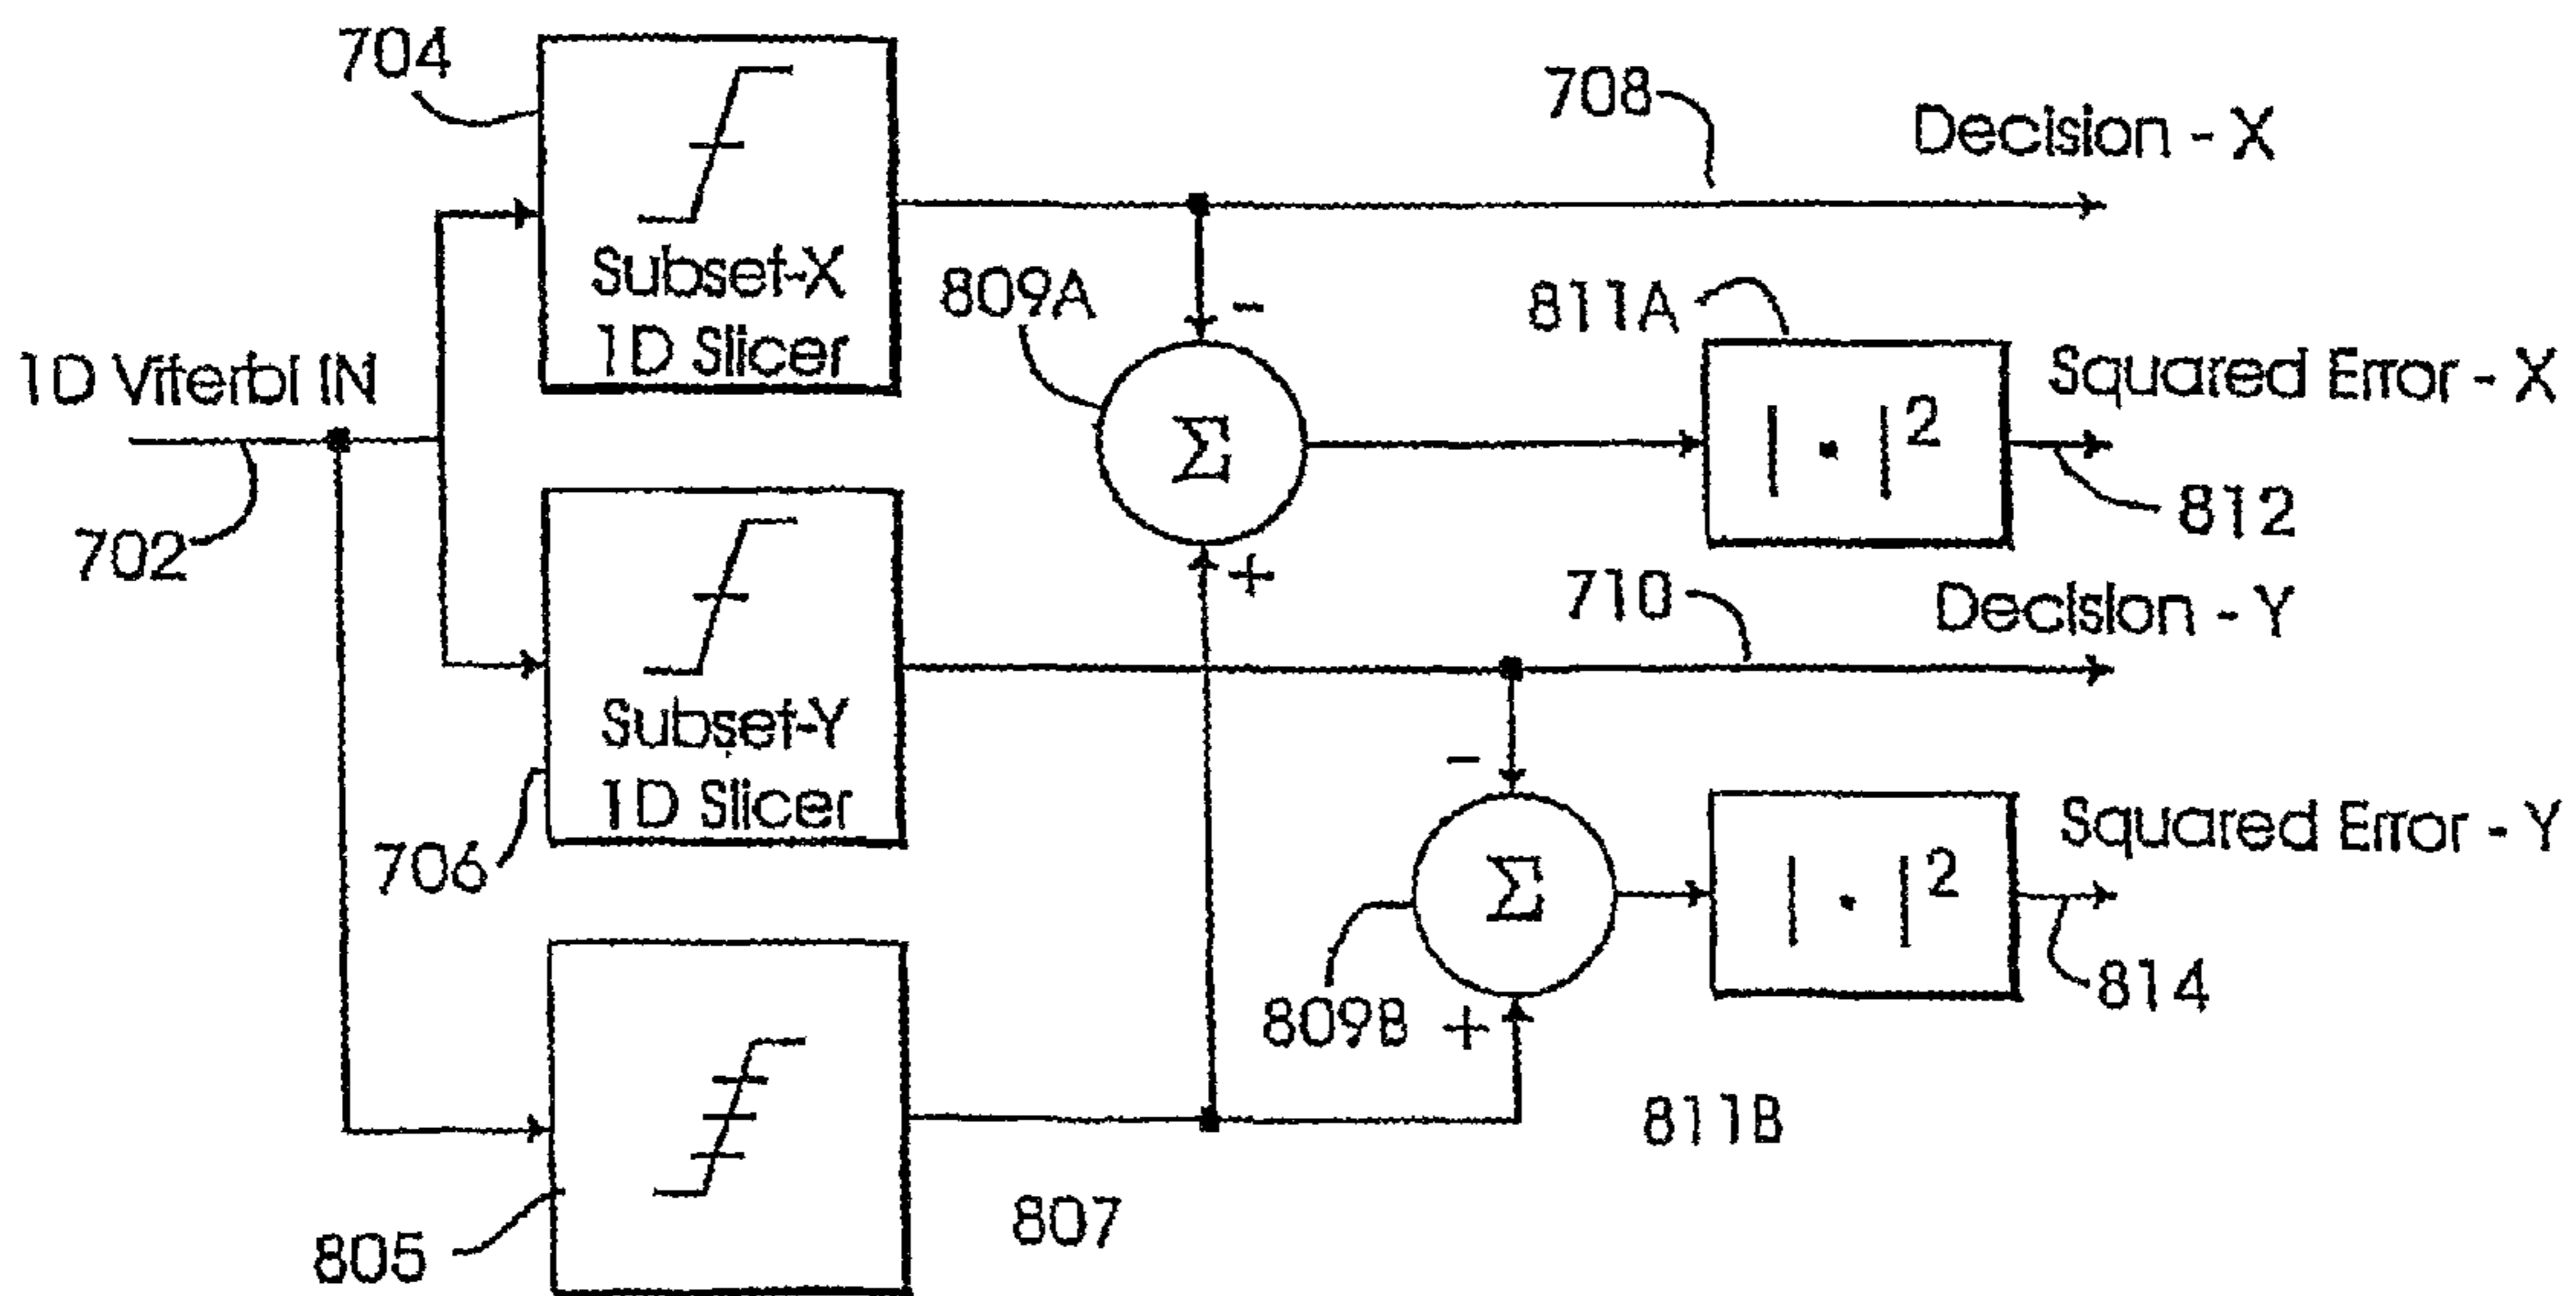 704
708
Decision - X
Subset-X
1D Slicer
809A
-
811A
1D Viterbi IN
Σ
| · |²
Squared Error - X
702
812
+
710
Decision - Y
Subset-Y
1D Slicer
706
-
Squared Error - Y
Σ
| · |²
809B
+
814
811B
807
805